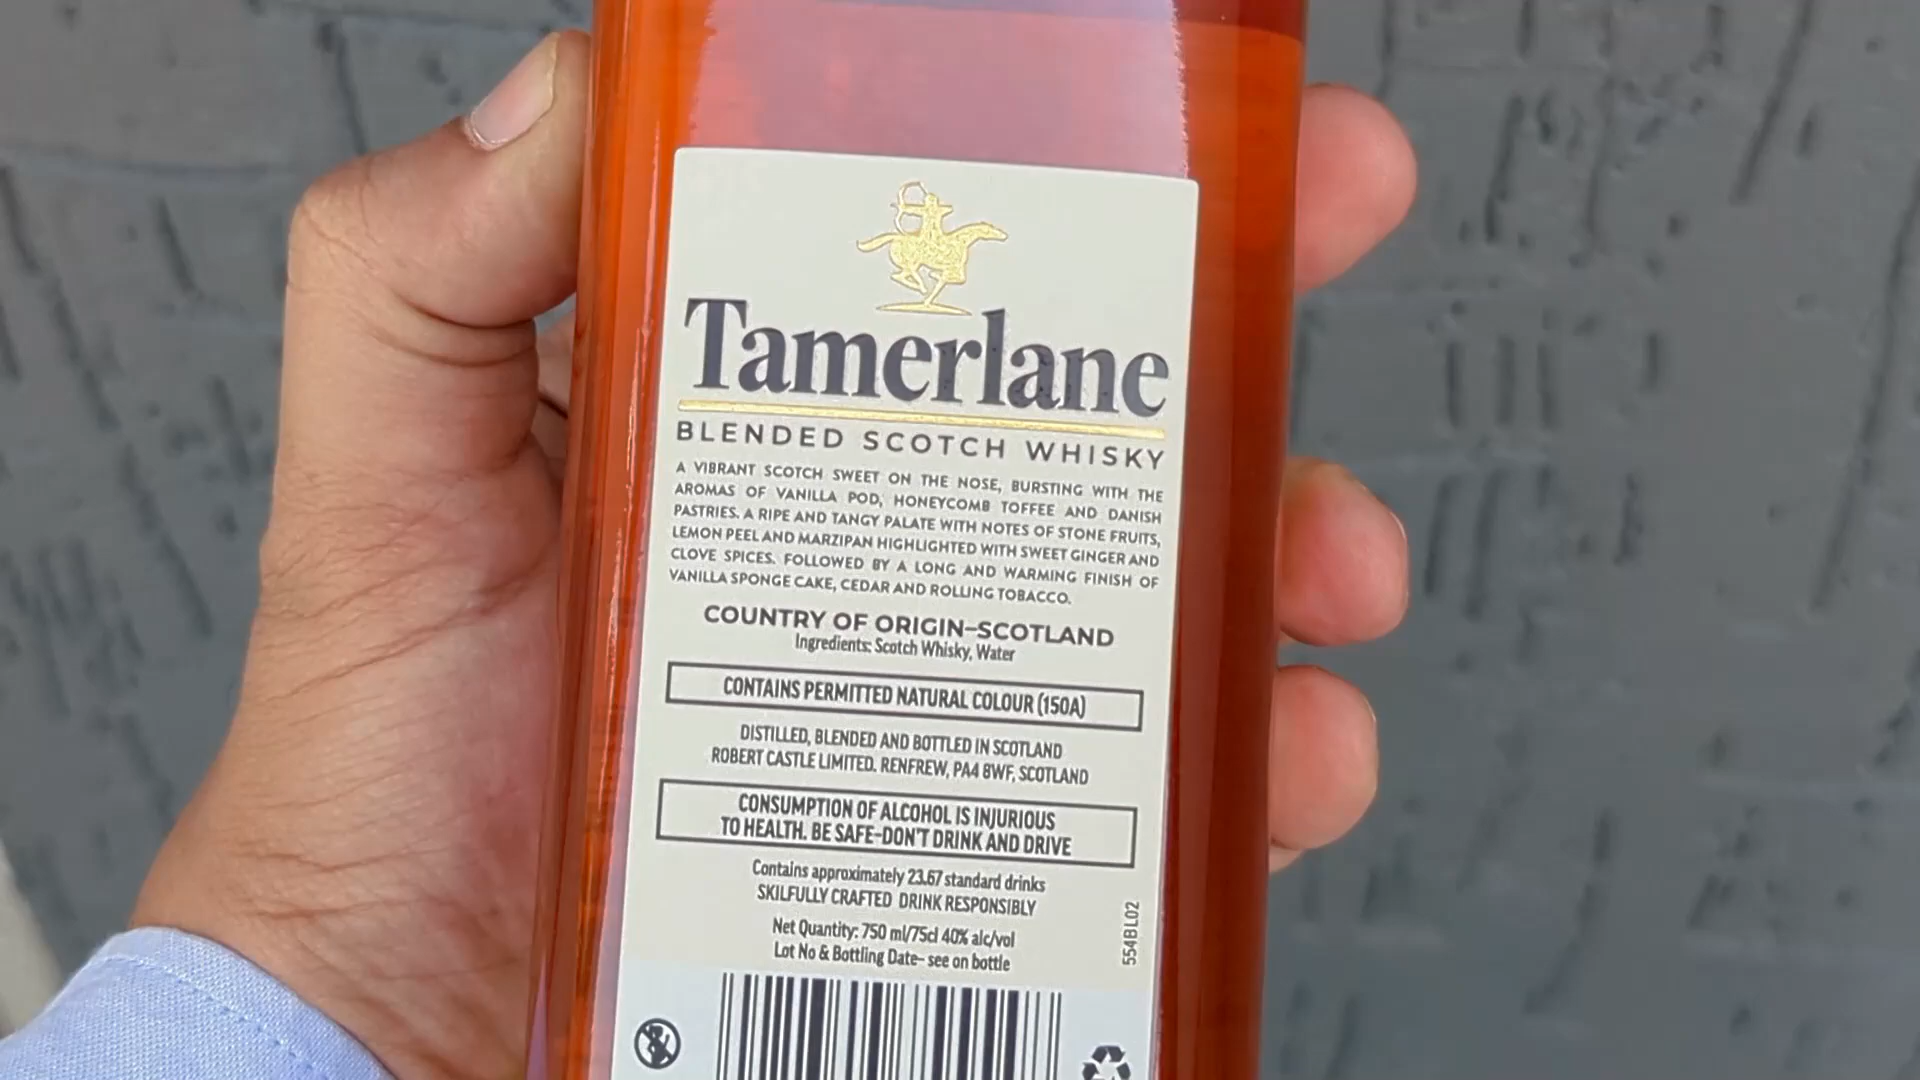 Tamerlane
BLENDED SCOTCH WHISKY
A VIBRANT SCOTCH SWEET ON THE NOSE, BURSTING WITH THE
AROMAS OF VANILLA POD, HONEYCOMB TOFFEE AND DANISH
PASTRIES. A RIPE AND TANGY PALATE WITH NOTES OF STONE FRUITS,
LEMON PEEL AND MARZIPAN HIGHLIGHTED WITH SWEET GINGER AND
CLOVE SPICES. FOLLOWED BY A LONG AND WARMING FINISH OF
VANILLA SPONGE CAKE, CEDAR AND ROLLING TOBACCO.
COUNTRY OF ORIGIN–SCOTLAND
Ingredients: Scotch Whisky, Water
CONTAINS PERMITTED NATURAL COLOUR (150A)
DISTILLED, BLENDED AND BOTTLED IN SCOTLAND
ROBERT CASTLE LIMITED. RENFREW, PA4 8WF, SCOTLAND
CONSUMPTION OF ALCOHOL IS INJURIOUS
TO HEALTH. BE SAFE-DON'T DRINK AND DRIVE
Contains approximately 23.67 standard drinks
SKILFULLY CRAFTED DRINK RESPONSIBLY
Net Quantity: 750 ml/75cl 40% alc/vol
Lot No & Bottling Date- see on bottle
554BL02